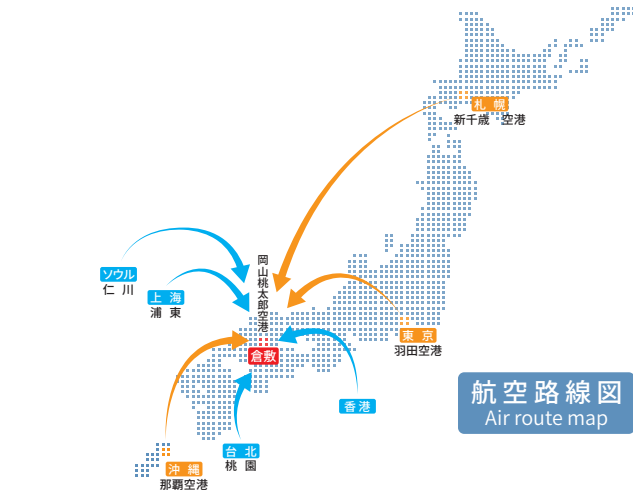 札 幌
新千歳 空港
岡山桃太郎空港
ソウル
仁 川
上 海
浦 東
東 京
羽田空港
倉敷
航空路線図
Air route map
香港
台 北
桃 園
沖 縄
那覇空港